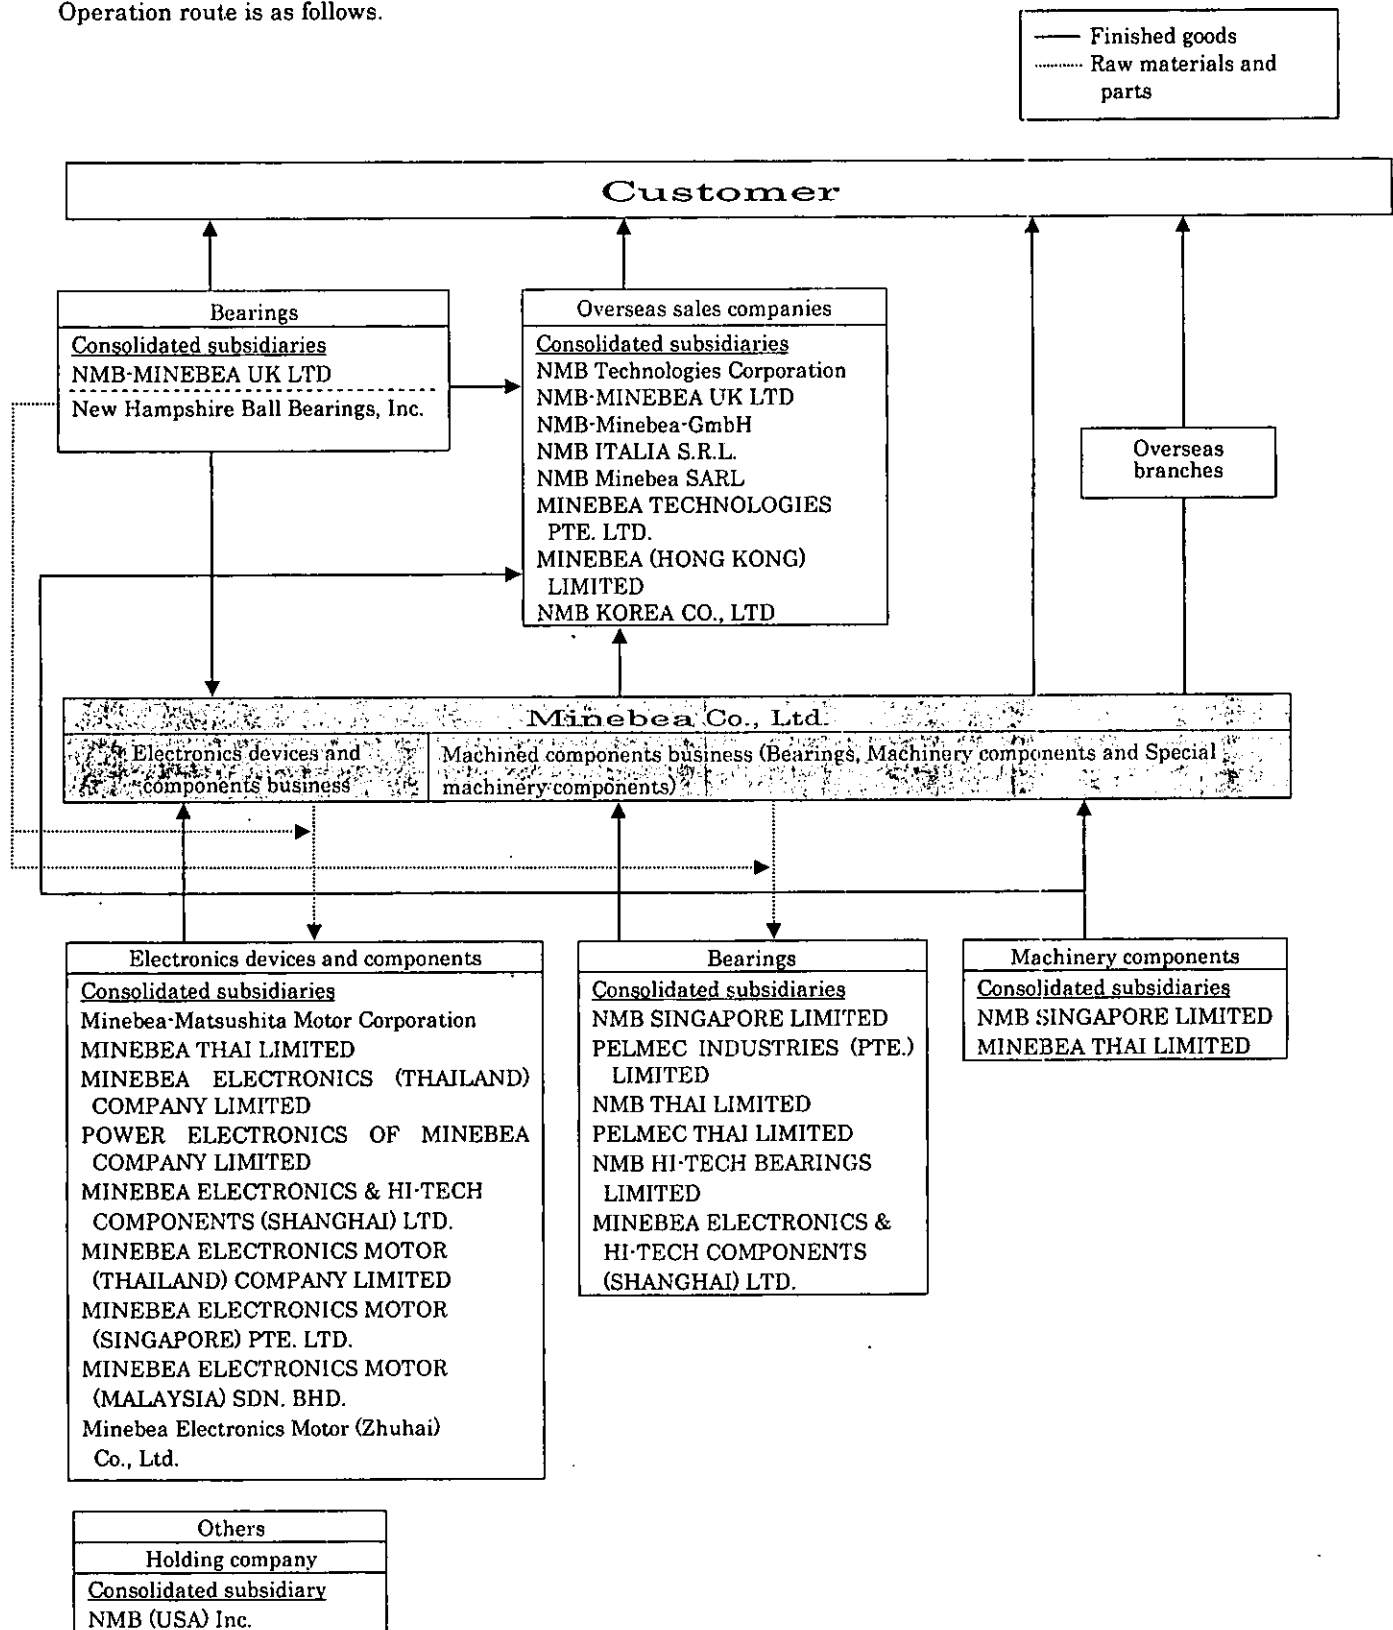 Operation route is as follows.
Finished goods
Raw materials and
parts
Customer
Bearings
Consolidated subsidiaries
NMB-MINEBEA UK LTD
New Hampshire Ball Bearings, Inc.
Overseas sales companies
Consolidated subsidiaries
NMB Technologies Corporation
NMB-MINEBEA UK LTD
NMB-Minebea-GmbH
NMB ITALIA S.R.L.
NMB Minebea SARL
MINEBEA TECHNOLOGIES
PTE. LTD.
MINEBEA (HONG KONG)
LIMITED
NMB KOREA CO., LTD
Overseas
branches
Minebea Co., Ltd.
Electronics devices and
components business
Machined components business (Bearings, Machinery components and Special
machinery components)
Electronics devices and components
Consolidated subsidiaries
Minebea-Matsushita Motor Corporation
MINEBEA THAI LIMITED
MINEBEA ELECTRONICS (THAILAND)
COMPANY LIMITED
POWER ELECTRONICS OF MINEBEA
COMPANY LIMITED
MINEBEA ELECTRONICS & HI-TECH
COMPONENTS (SHANGHAI) LTD.
MINEBEA ELECTRONICS MOTOR
(THAILAND) COMPANY LIMITED
MINEBEA ELECTRONICS MOTOR
(SINGAPORE) PTE. LTD.
MINEBEA ELECTRONICS MOTOR
(MALAYSIA) SDN. BHD.
Minebea Electronics Motor (Zhuhai)
Co., Ltd.
Bearings
Consolidated subsidiaries
NMB SINGAPORE LIMITED
PELMEC INDUSTRIES (PTE.)
LIMITED
NMB THAI LIMITED
PELMEC THAI LIMITED
NMB HI-TECH BEARINGS
LIMITED
MINEBEA ELECTRONICS &
HI-TECH COMPONENTS
(SHANGHAI) LTD.
Machinery components
Consolidated subsidiaries
NMB SINGAPORE LIMITED
MINEBEA THAI LIMITED
Others
Holding company
Consolidated subsidiary
NMB (USA) Inc.